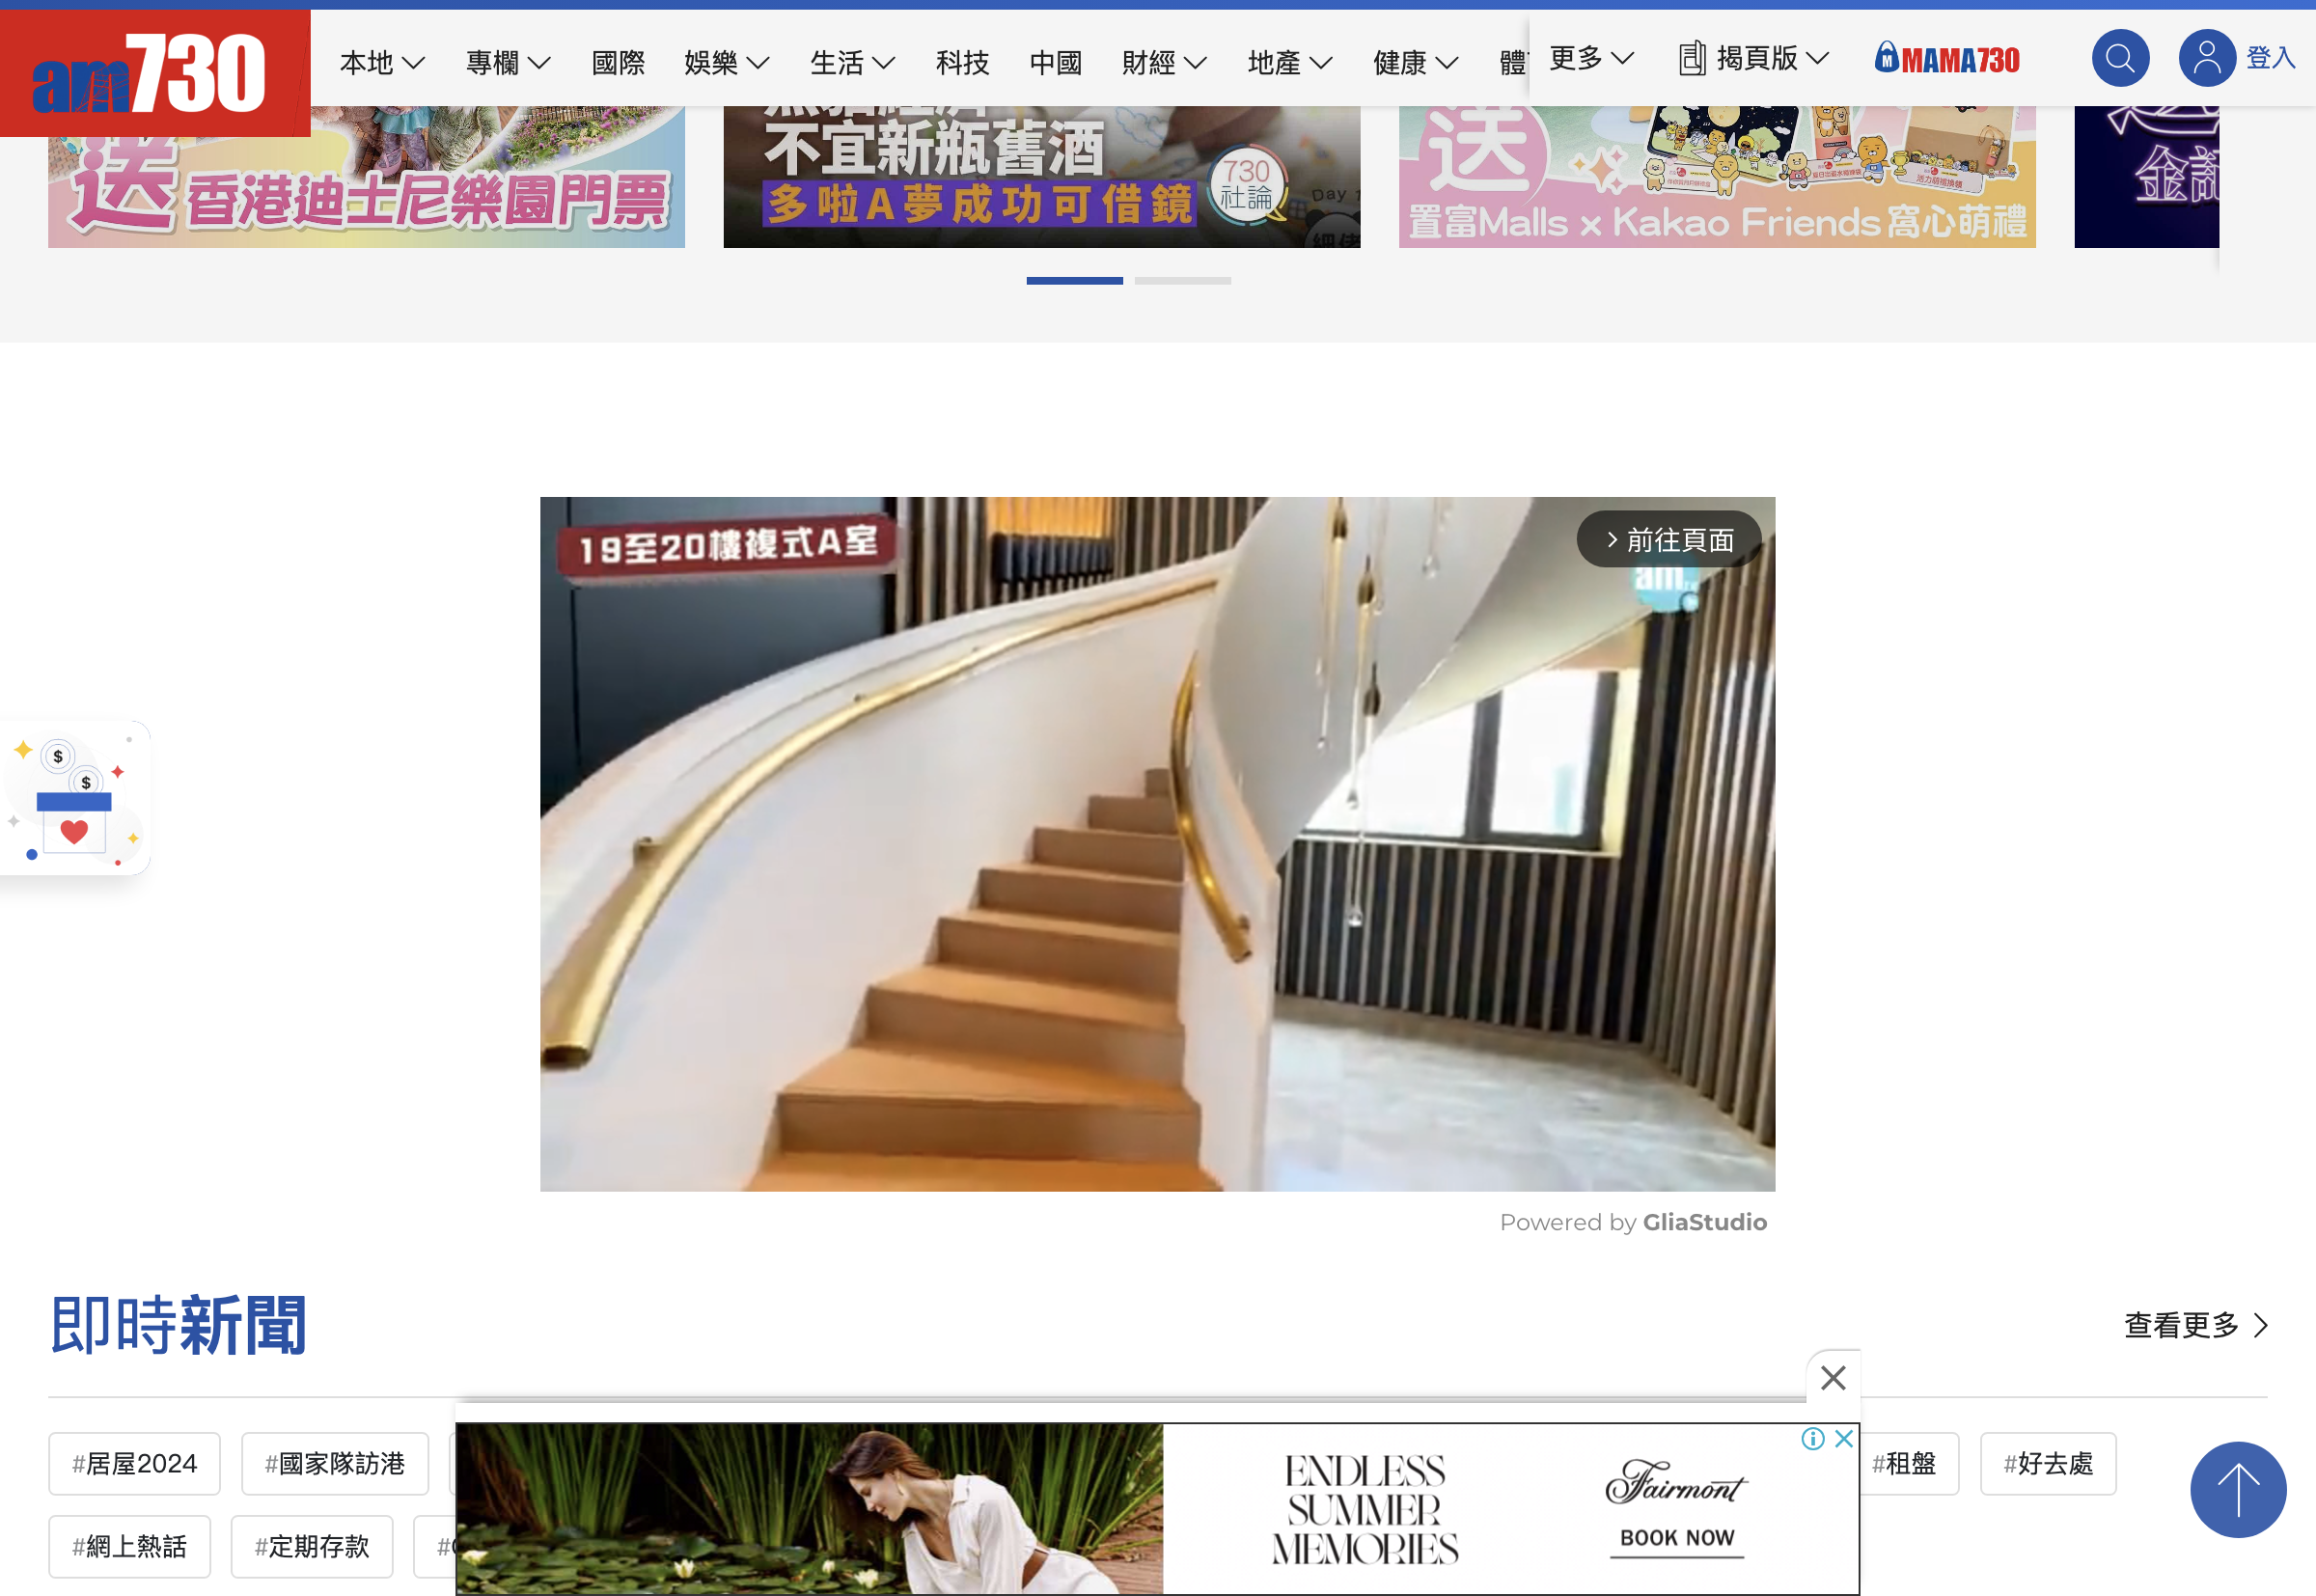 am730
本地
專欄
國際
娛樂
生活
科技
中國
財經
地產
健康
更多
揭頁版
MAMA730
登入
送
香港迪士尼樂園門票
不宜新瓶舊酒
多啦A夢成功可借鏡
730
社論
Day
送
置富Malls x Kakao Friends 窩心萌禮
19至20樓複式A室
前往頁面
am
$
$
Powered by GliaStudio
即時新聞
查看更多
#居屋2024
#國家隊訪港
#租盤
#好去處
#網上熱話
#定期存款
ENDLESS
SUMMER
MEMORIES
Fairmont
BOOK NOW